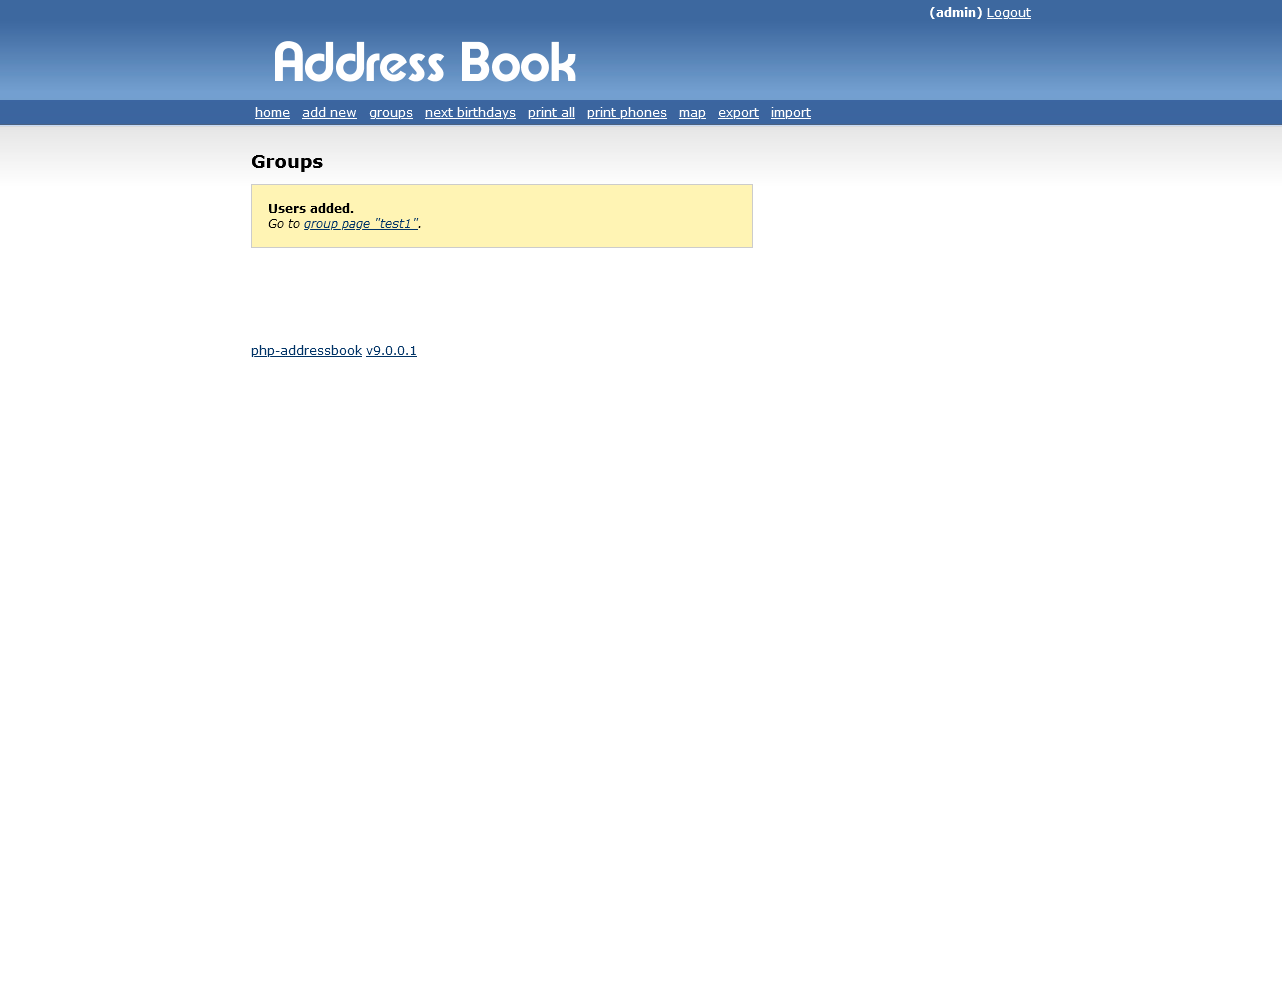 (admin) Logout
Address Book
home add new groups next birthdays print all print phones map export import
Groups
Users added.
Go to group page "test1".
php-addressbook v9.0.0.1